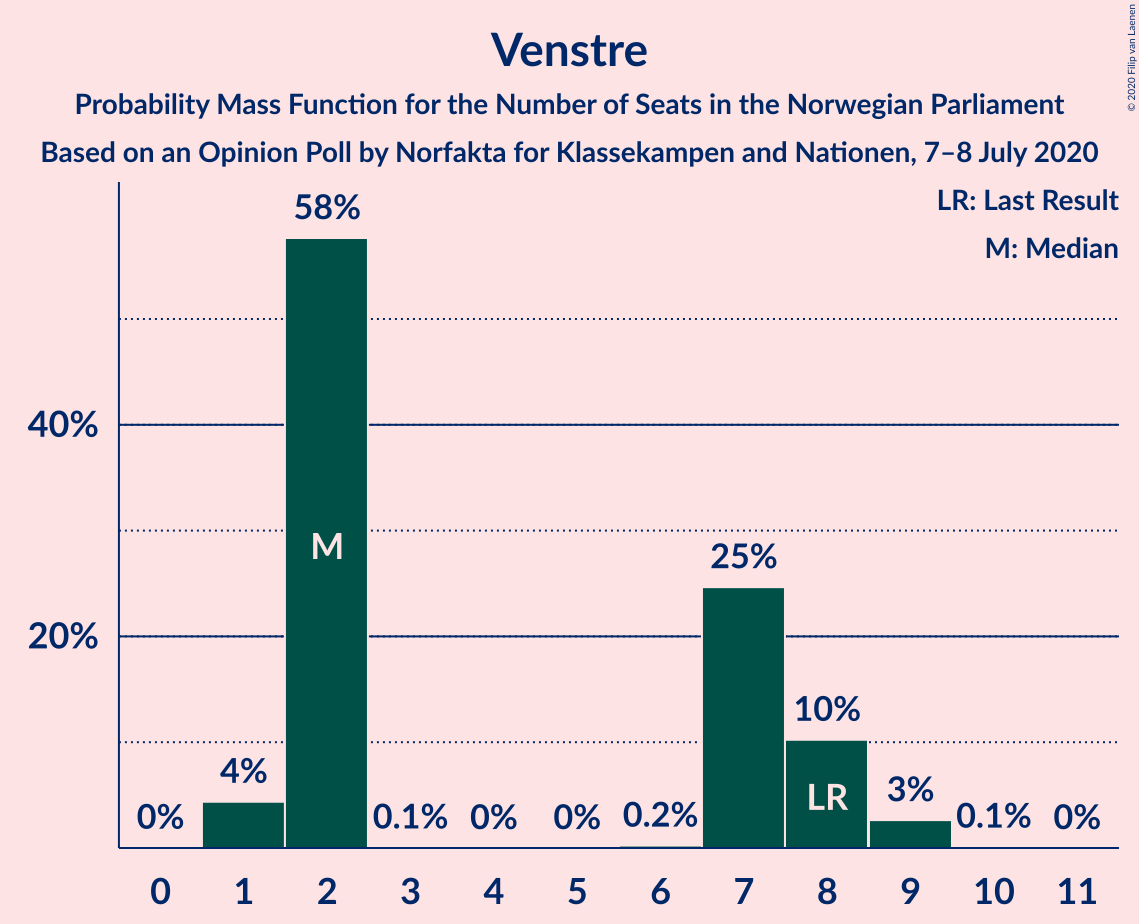 Venstre
Probability Mass Function for the Number of Seats in the Norwegian Parliament
Based on an Opinion Poll by Norfakta for Klassekampen and Nationen, 7–8 July 2020
© 2020 Filip van Laenen
LR: Last Result
M: Median
58%
40%
M
25%
20%
10%
4%
LR
3%
0%
0.1%
0%
0%
0.2%
0.1%
0%
0 1 2 3 4 5 6 7 8 9 10 11